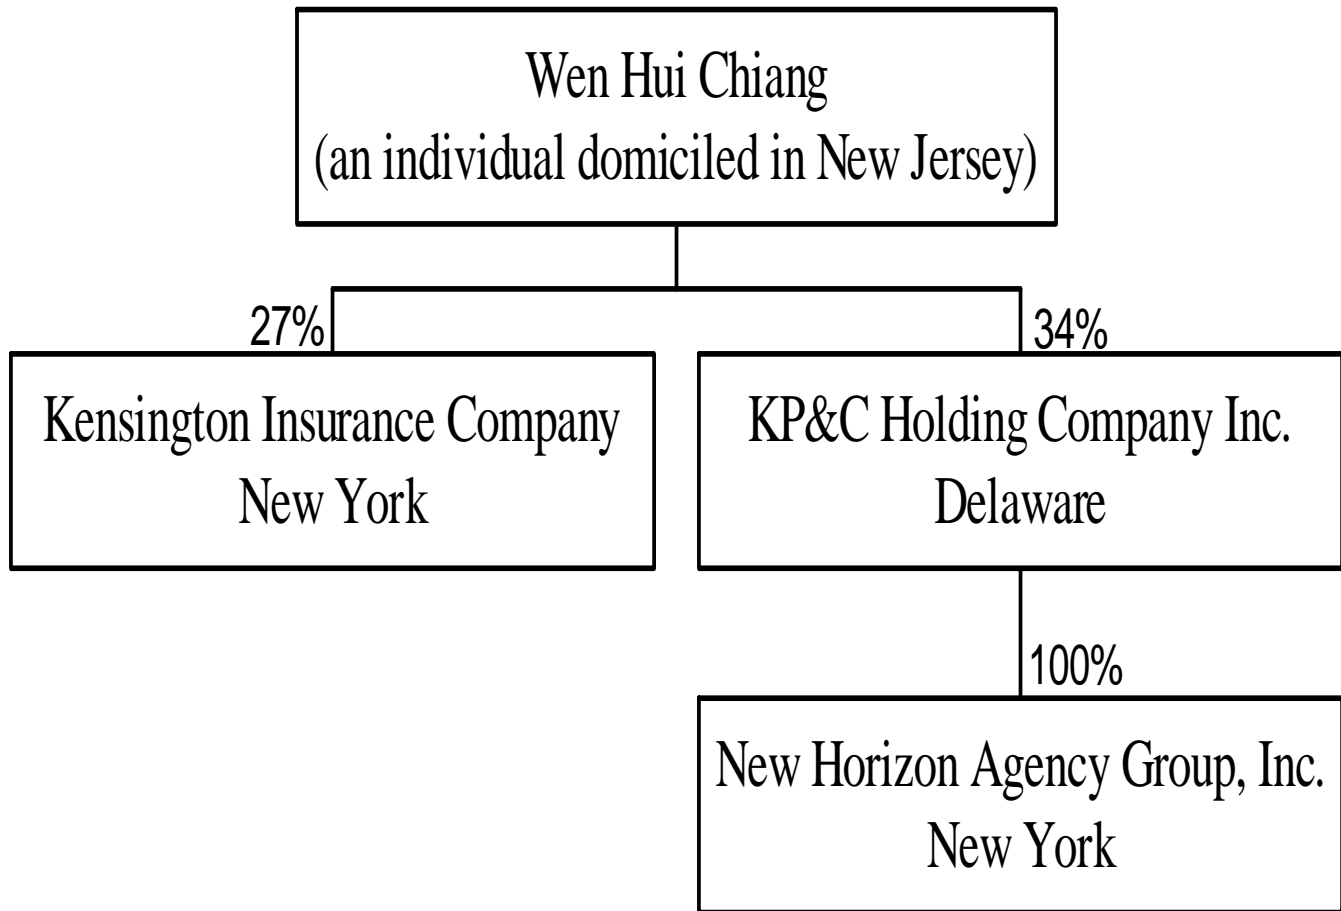 Wen Hui Chiang
(an individual domiciled in New Jersey)
27%
34%
Kensington Insurance Company
New York
KP&C Holding Company Inc.
Delaware
100%
New Horizon Agency Group, Inc.
New York